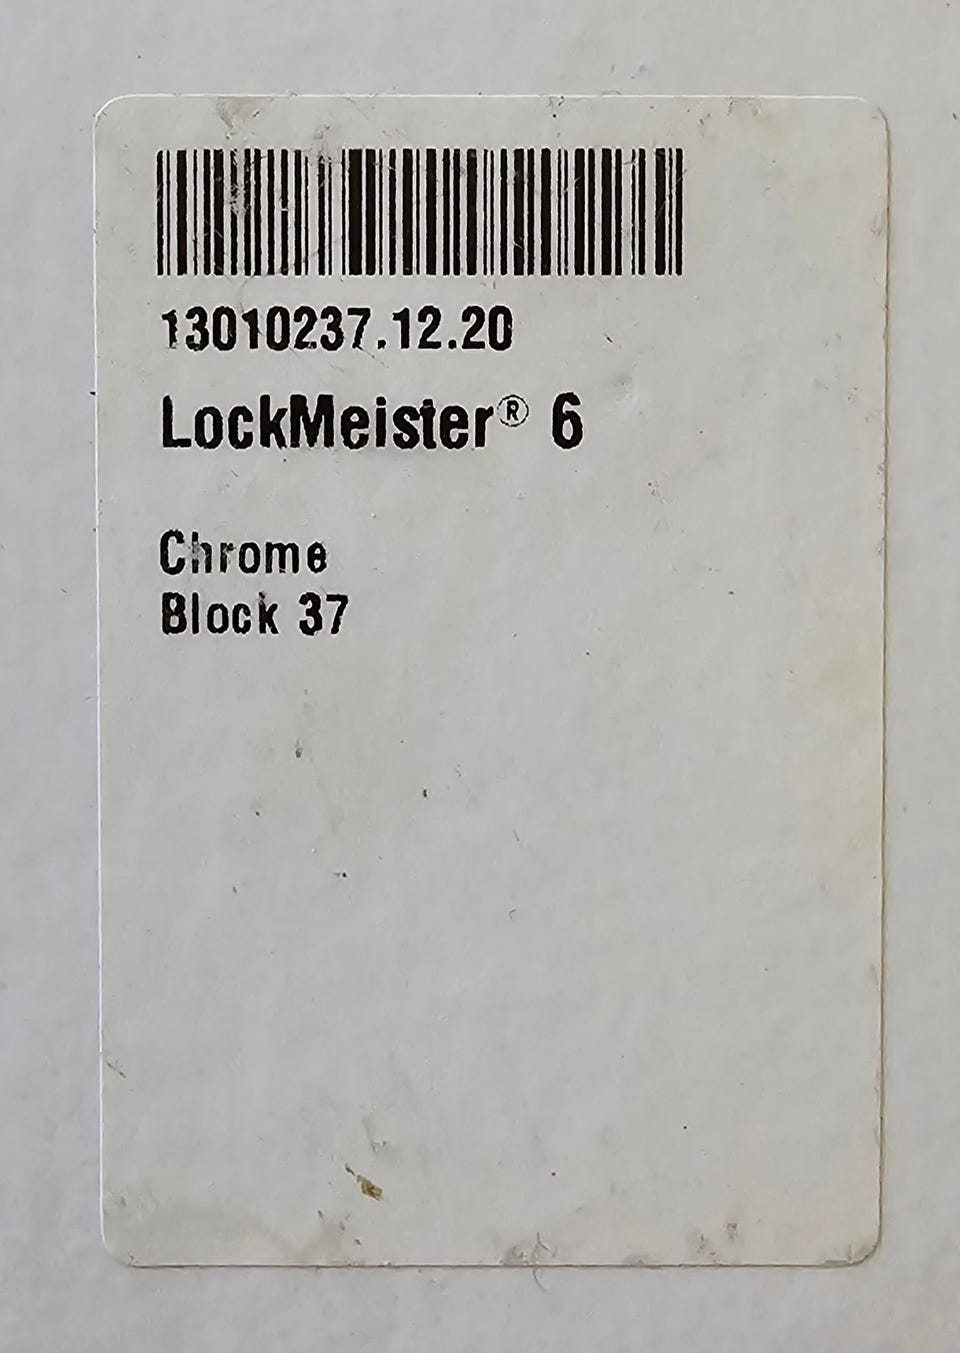 13010237.12.20
LockMeister® 6
Chrome
Block 37